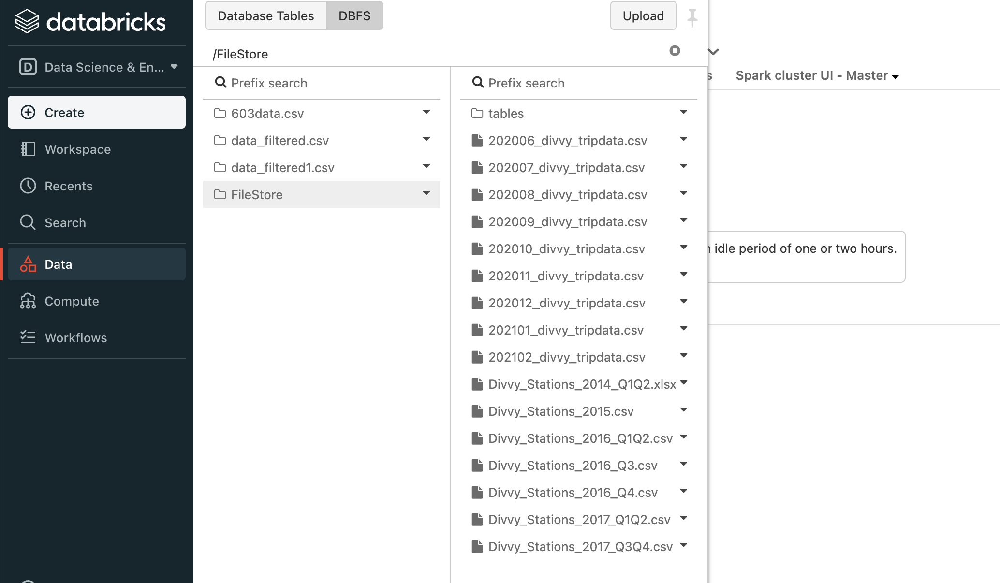 databricks
D Data Science & En...
Create
Workspace
Recents
Search
Data
Compute
Workflows
Database Tables
DBFS
Upload
/FileStore
Prefix search
603data.csv
data_filtered.csv
data_filtered1.csv
FileStore
Prefix search
tables
202006_divvy_tripdata.csv
202007_divvy_tripdata.csv
202008_divvy_tripdata.csv
202009_divvy_tripdata.csv
202010_divvy_tripdata.csv
202011_divvy_tripdata.csv
202012_divvy_tripdata.csv
202101_divvy_tripdata.csv
202102_divvy_tripdata.csv
Divvy_Stations_2014_Q1Q2.xlsx
Divvy_Stations_2015.csv
Divvy_Stations_2016_Q1Q2.csv
Divvy_Stations_2016_Q3.csv
Divvy_Stations_2016_Q4.csv
Divvy_Stations_2017_Q1Q2.csv
Divvy_Stations_2017_Q3Q4.csv
Spark cluster UI - Master
idle period of one or two hours.